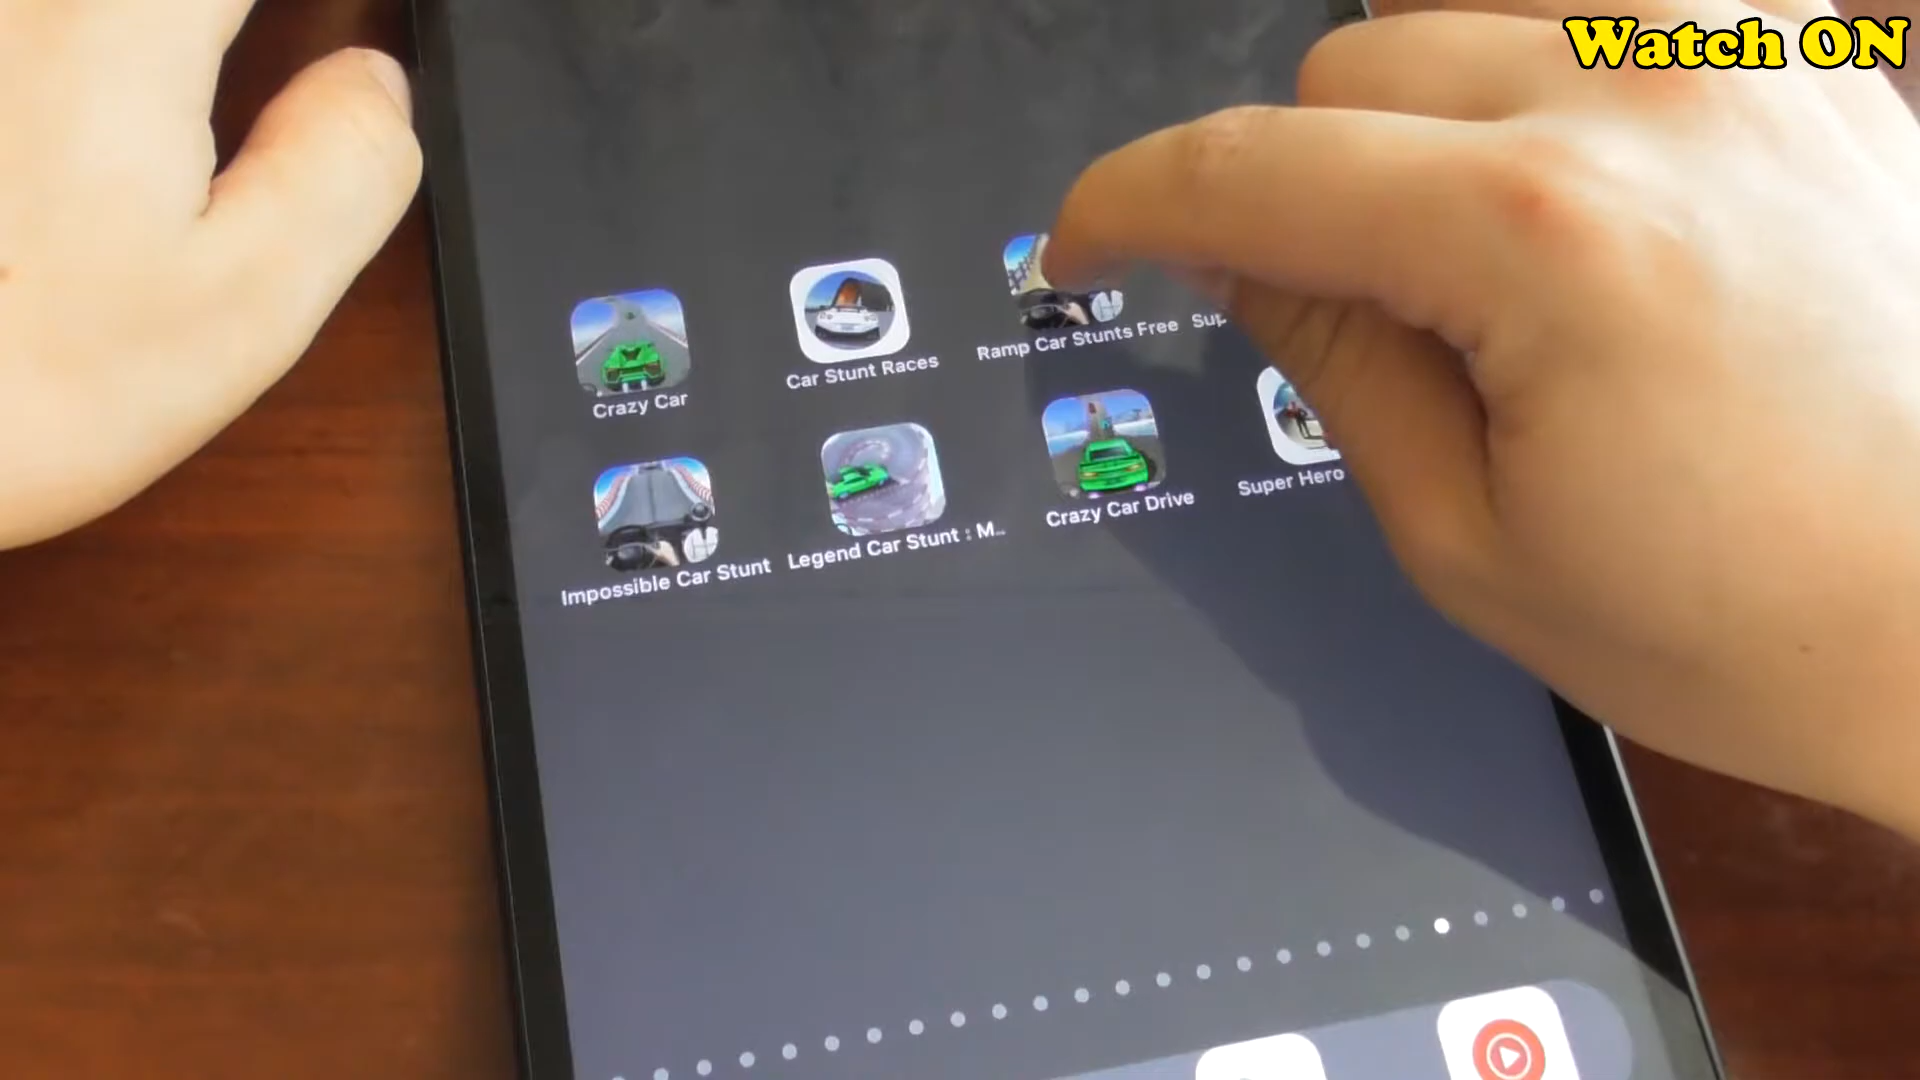 Watch ON
Crazy Car
Car Stunt Races
Ramp Car Stunts Free
Impossible Car Stunt
Legend Car Stunt : M...
Crazy Car Drive
Super Hero